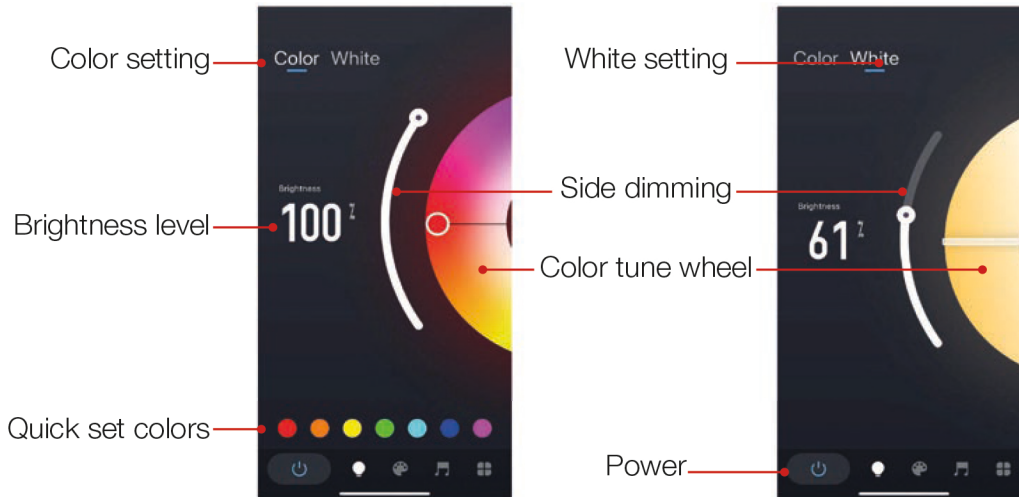 Color setting
Color White
White setting
Color White
Brightness
100 %
Brightness level
Side dimming
Brightness
61 %
Color tune wheel
Quick set colors
Power